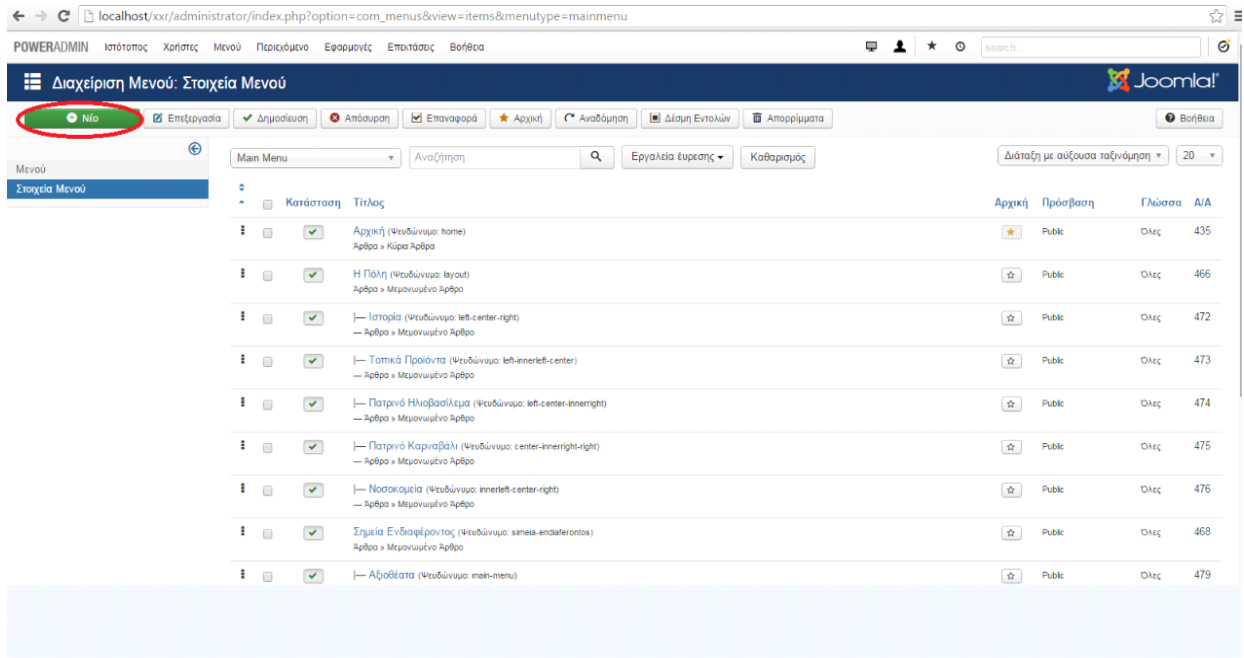 localhost/xxr/administrator/index.php?option=com_menus&view=items&menutype=mainmenu
POWERADMIN Ιστότοπος Χρήστες Μενού Περιεχόμενο Εφαρμογές Επεκτάσεις Βοήθεια search...
Διαχείριση Μενού: Στοιχεία Μενού Joomla!
Νέο Επεξεργασία Δημοσίευση Απόσυρση Επαναφορά Αρχική Αναδόμηση Δέσμη Εντολών Απορρίμματα Βοήθεια
Μενού
Στοιχεία Μενού
Main Menu Αναζήτηση Εργαλεία έυρεσης Καθαρισμός Διάταξη με αύξουσα ταξινόμηση 20
Κατάσταση Τίτλος Αρχική Πρόσβαση Γλώσσα Α/Α
Αρχική (Ψευδώνυμο: home) Public Όλες 435
Άρθρα » Κύρια Άρθρα
Η Πόλη (Ψευδώνυμο: layout) Public Όλες 466
Άρθρα » Μεμονωμένο Άρθρο
|— Ιστορία (Ψευδώνυμο: left-center-right) Public Όλες 472
— Άρθρα » Μεμονωμένο Άρθρο
|— Τοπικά Προϊόντα (Ψευδώνυμο: left-innerleft-center) Public Όλες 473
— Άρθρα » Μεμονωμένο Άρθρο
|— Πατρινό Ηλιοβασίλεμα (Ψευδώνυμο: left-center-innerright) Public Όλες 474
— Άρθρα » Μεμονωμένο Άρθρο
|— Πατρινό Καρναβάλι (Ψευδώνυμο: center-innerright-right) Public Όλες 475
— Άρθρα » Μεμονωμένο Άρθρο
|— Νοσοκομεία (Ψευδώνυμο: innerleft-center-right) Public Όλες 476
— Άρθρα » Μεμονωμένο Άρθρο
Σημεία Ενδιαφέροντος (Ψευδώνυμο: simeia-endiaferontos) Public Όλες 468
Άρθρα » Μεμονωμένο Άρθρο
|— Αξιοθέατα (Ψευδώνυμο: main-menu) Public Όλες 479